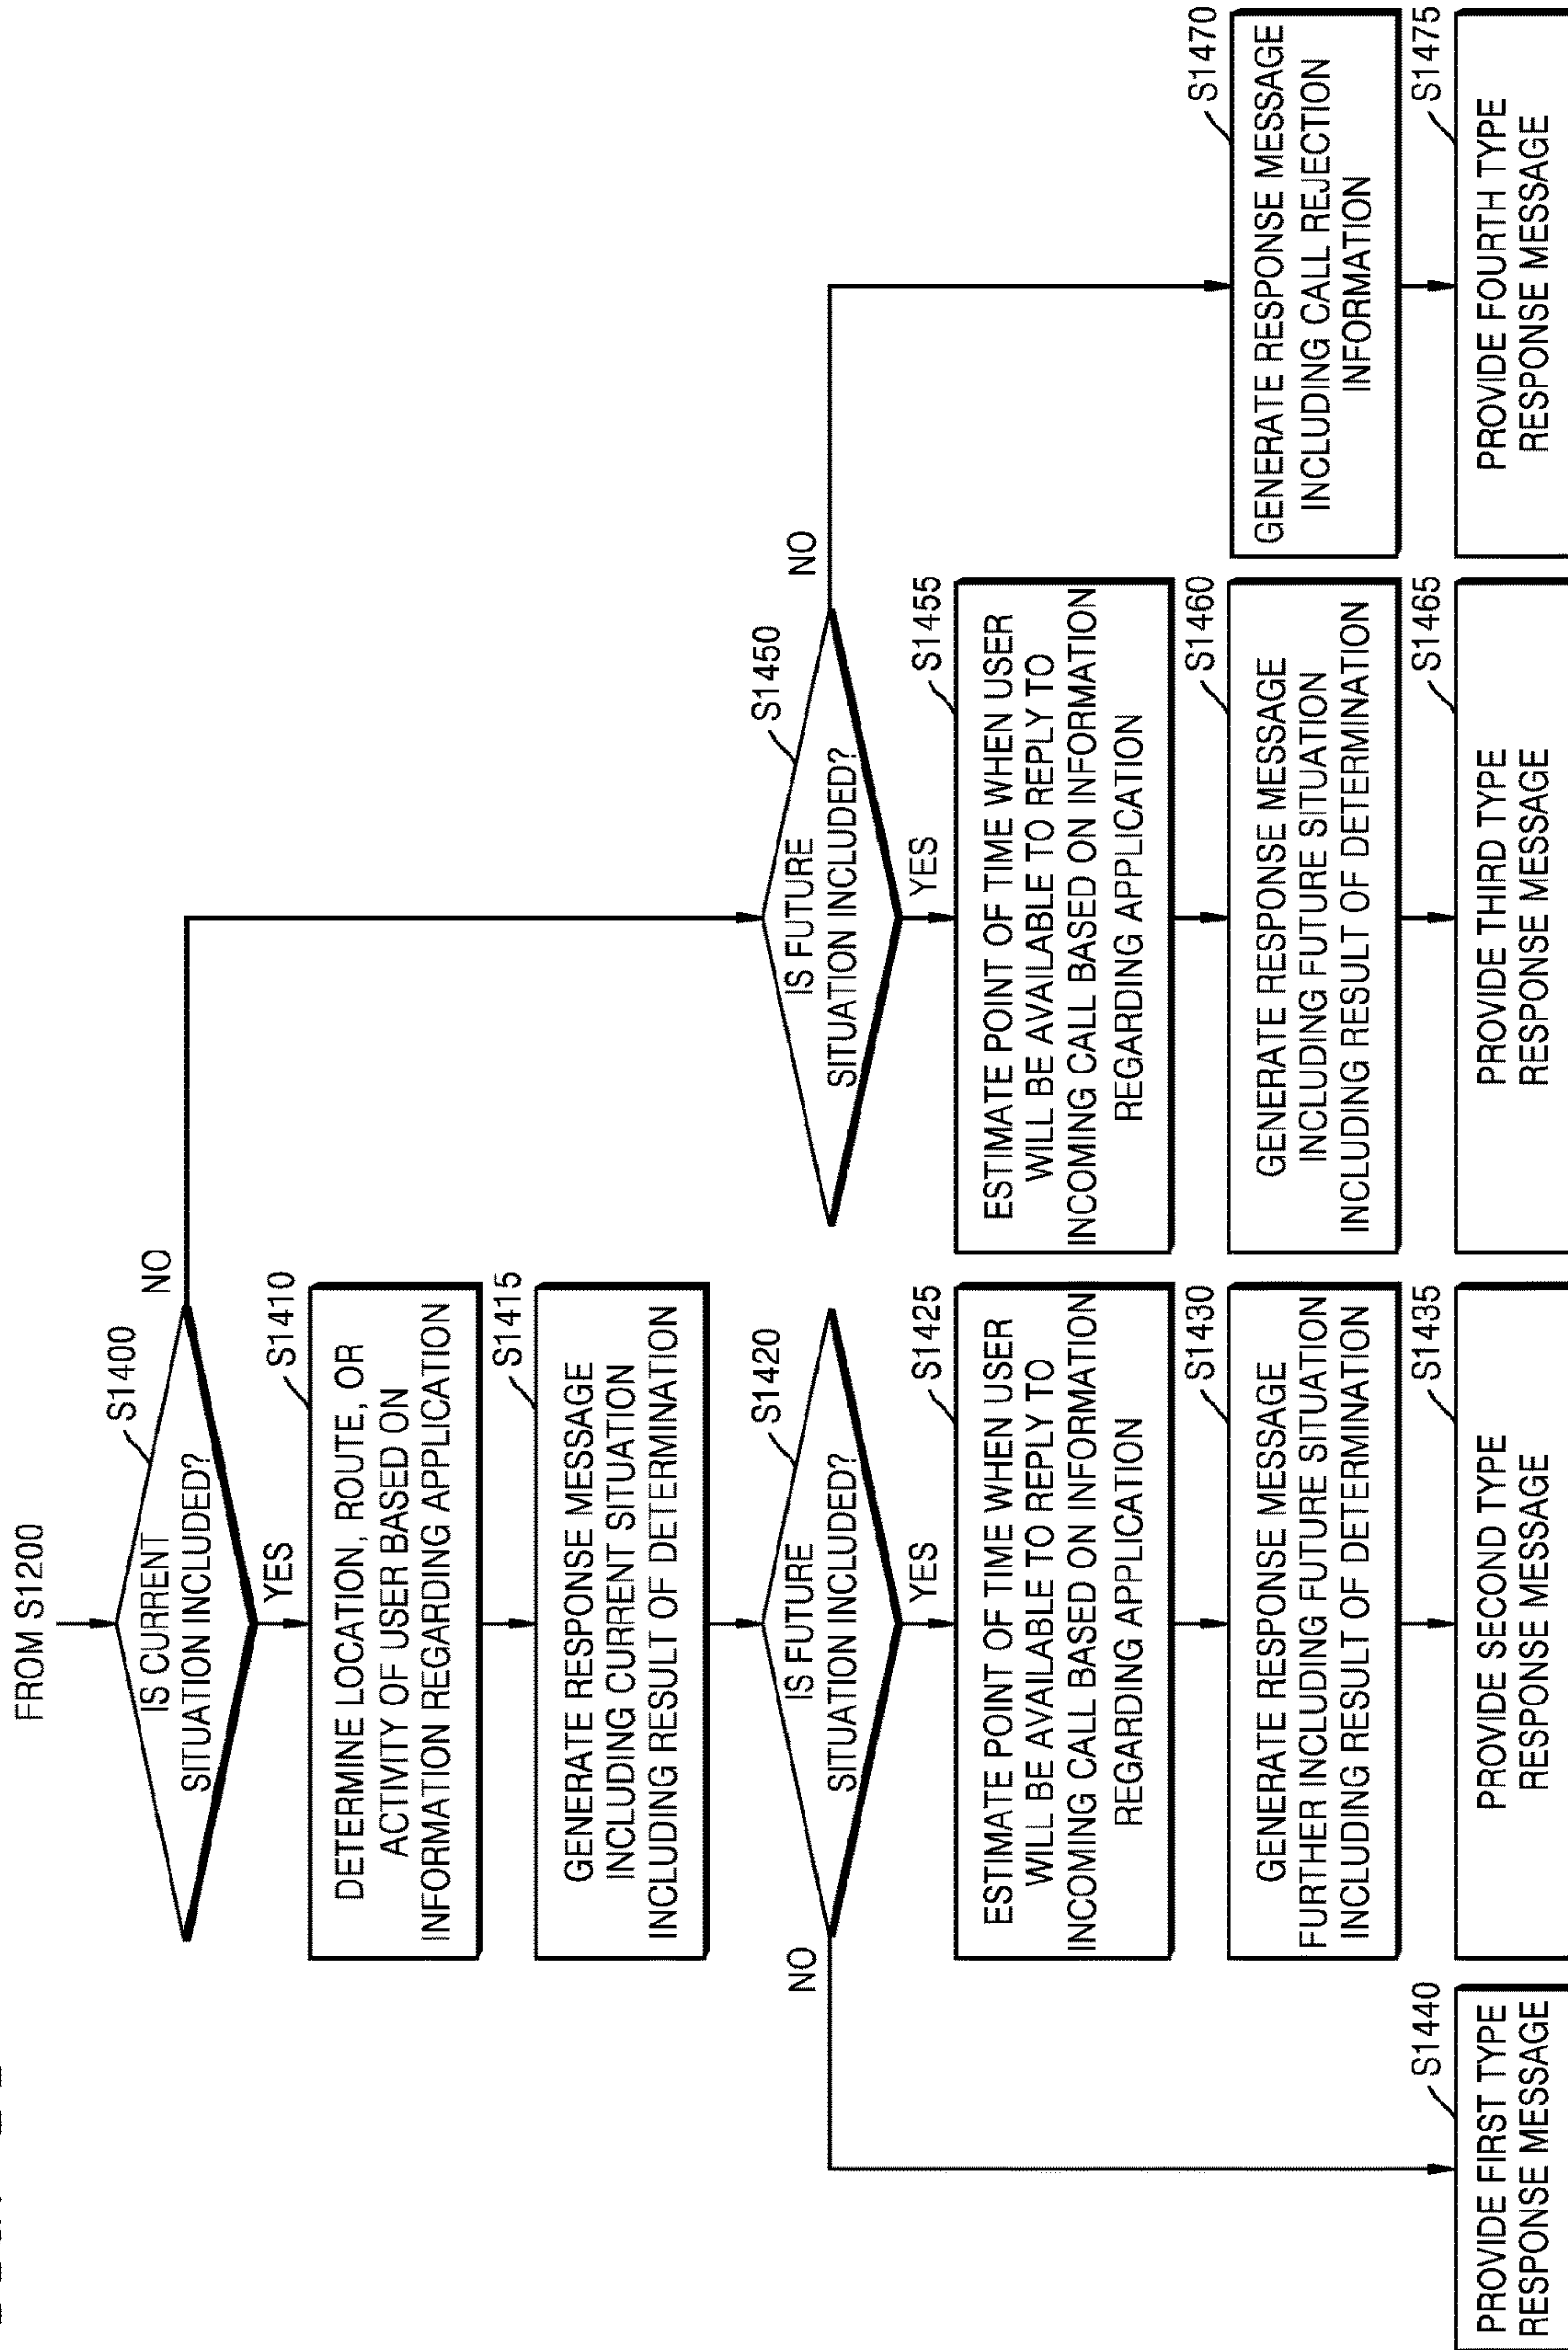 FROM S1200
S1400
IS CURRENT
SITUATION INCLUDED?
NO
YES
S1410
DETERMINE LOCATION, ROUTE, OR
ACTIVITY OF USER BASED ON
INFORMATION REGARDING APPLICATION
S1415
GENERATE RESPONSE MESSAGE
INCLUDING CURRENT SITUATION
INCLUDING RESULT OF DETERMINATION
S1420
IS FUTURE
SITUATION INCLUDED?
NO
YES
S1425
ESTIMATE POINT OF TIME WHEN USER
WILL BE AVAILABLE TO REPLY TO
INCOMING CALL BASED ON INFORMATION
REGARDING APPLICATION
S1430
GENERATE RESPONSE MESSAGE
FURTHER INCLUDING FUTURE SITUATION
INCLUDING RESULT OF DETERMINATION
S1435
PROVIDE SECOND TYPE
RESPONSE MESSAGE
S1440
PROVIDE FIRST TYPE
RESPONSE MESSAGE
S1450
IS FUTURE
SITUATION INCLUDED?
NO
YES
S1455
ESTIMATE POINT OF TIME WHEN USER
WILL BE AVAILABLE TO REPLY TO
INCOMING CALL BASED ON INFORMATION
REGARDING APPLICATION
S1460
GENERATE RESPONSE MESSAGE
INCLUDING FUTURE SITUATION
INCLUDING RESULT OF DETERMINATION
S1465
PROVIDE THIRD TYPE
RESPONSE MESSAGE
S1470
GENERATE RESPONSE MESSAGE
INCLUDING CALL REJECTION
INFORMATION
S1475
PROVIDE FOURTH TYPE
RESPONSE MESSAGE